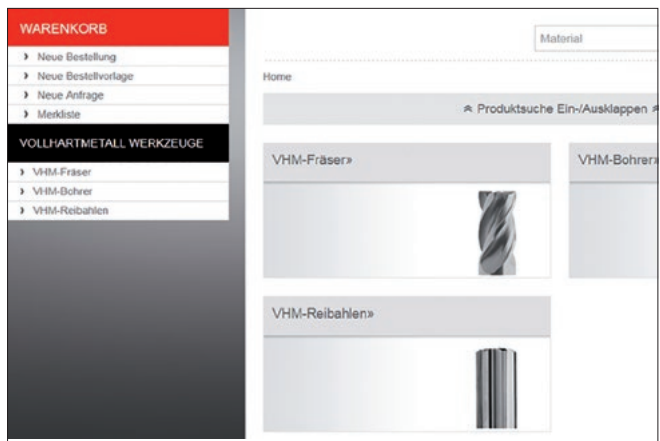 WARENKORB
Neue Bestellung
Neue Bestellvorlage
Neue Anfrage
Merkliste
VOLLHARTMETALL WERKZEUGE
VHM-Fräser
VHM-Bohrer
VHM-Reibahlen
Material
Home
Produktsuche Ein-/Ausklappen
VHM-Fräser»
VHM-Bohrer»
VHM-Reibahlen»